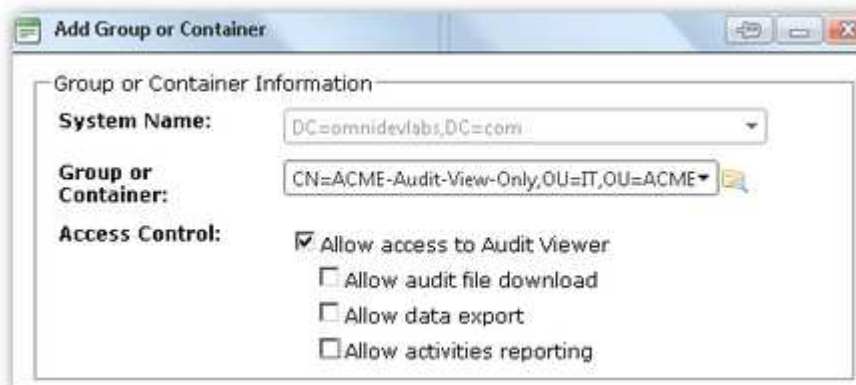 Add Group or Container
Group or Container Information
System Name:
DC=omnidevlabs,DC=com
Group or
Container:
CN=ACME-Audit-View-Only,OU=IT,OU=ACME
Access Control:
Allow access to Audit Viewer
Allow audit file download
Allow data export
Allow activities reporting